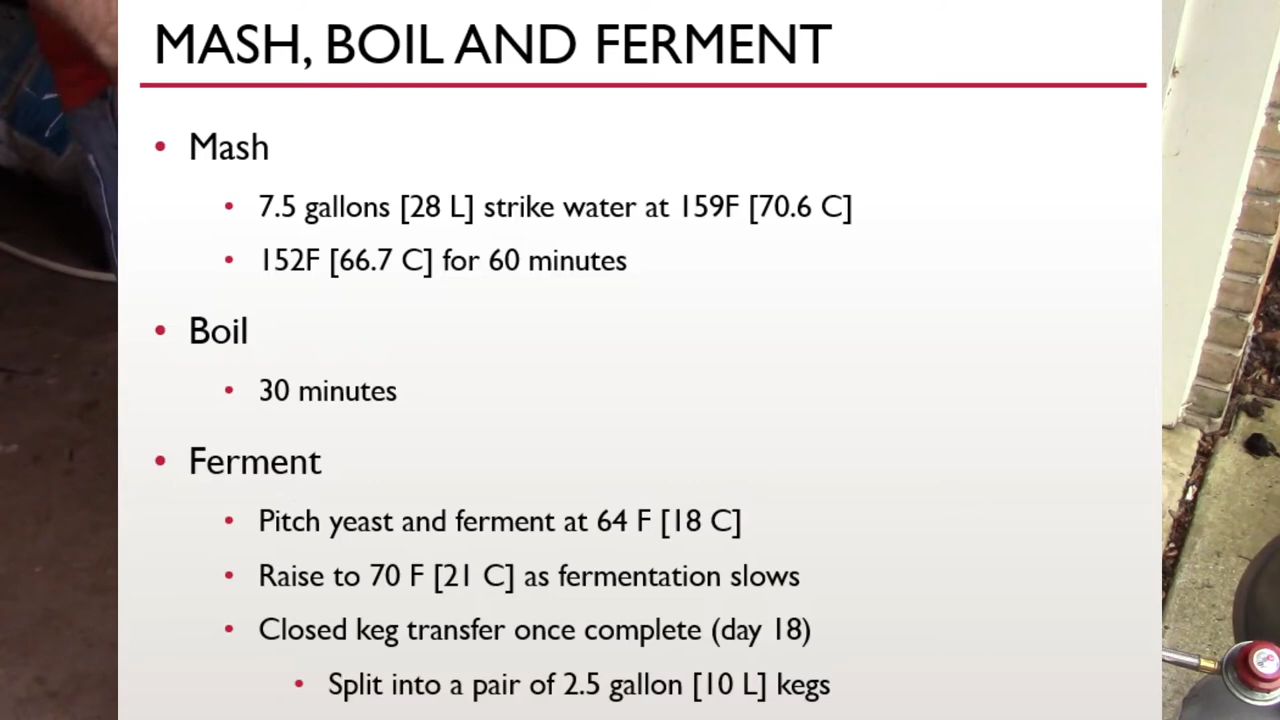 MASH, BOIL AND FERMENT
• Mash
• 7.5 gallons [28 L] strike water at 159F [70.6 C]
• 152F [66.7 C] for 60 minutes
• Boil
• 30 minutes
• Ferment
• Pitch yeast and ferment at 64 F [18 C]
• Raise to 70 F [21 C] as fermentation slows
• Closed keg transfer once complete (day 18)
• Split into a pair of 2.5 gallon [10 L] kegs